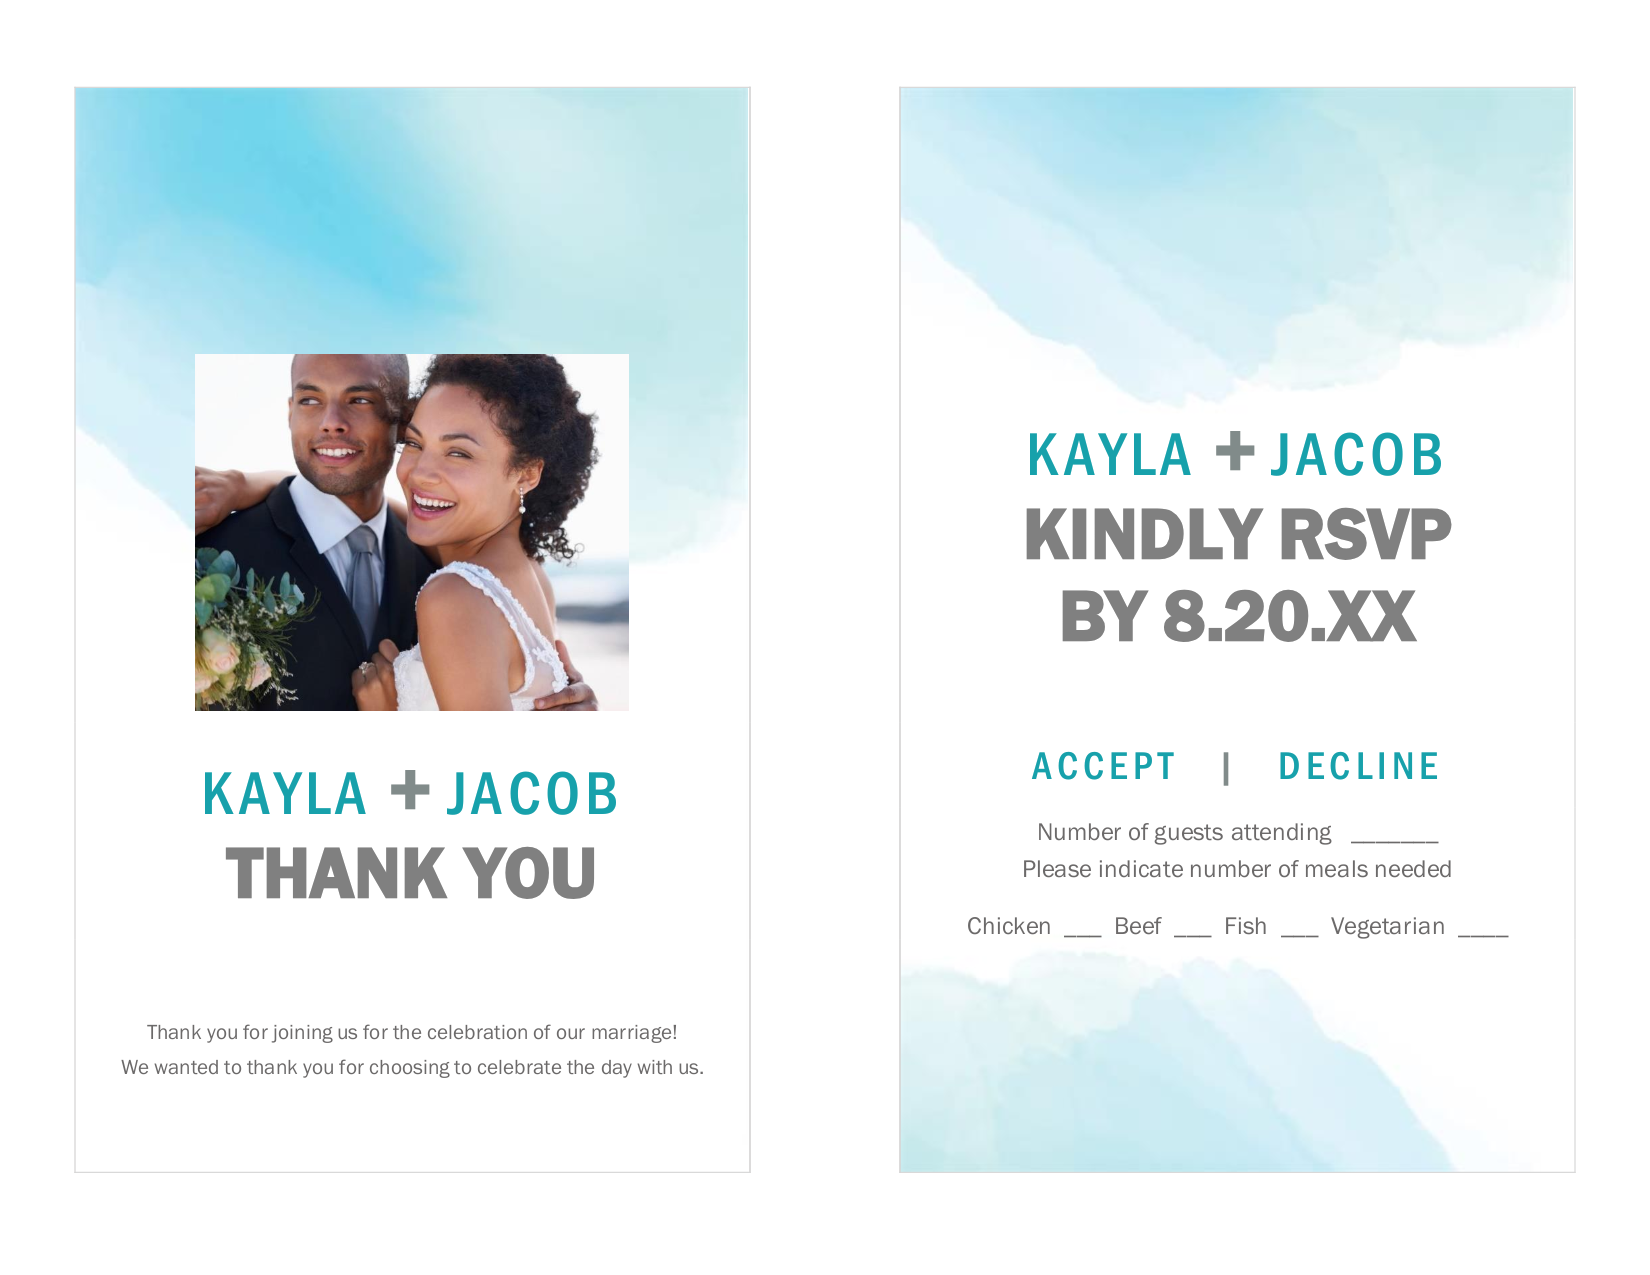 KAYLA + JACOB
THANK YOU
Thank you for joining us for the celebration of our marriage!
We wanted to thank you for choosing to celebrate the day with us.
KAYLA + JACOB
KINDLY RSVP
BY 8.20.XX
ACCEPT | DECLINE
Number of guests attending _______
Please indicate number of meals needed
Chicken ___ Beef ___ Fish ___ Vegetarian ____